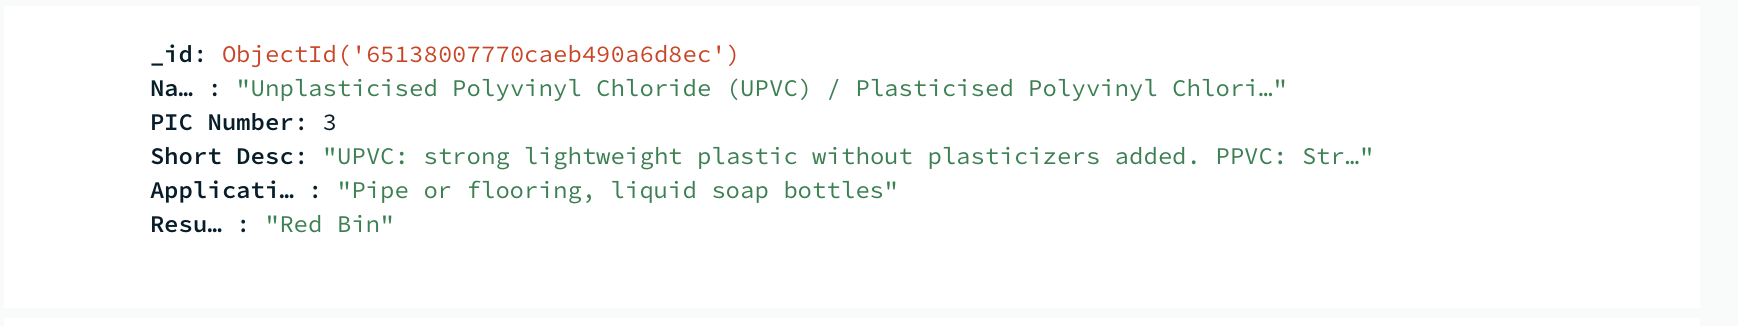 _id: ObjectId('65138007770caeb490a6d8ec')
Na… : "Unplasticised Polyvinyl Chloride (UPVC) / Plasticised Polyvinyl Chlori…"
PIC Number: 3
Short Desc: "UPVC: strong lightweight plastic without plasticizers added. PPVC: Str…"
Applicati… : "Pipe or flooring, liquid soap bottles"
Resu… : "Red Bin"